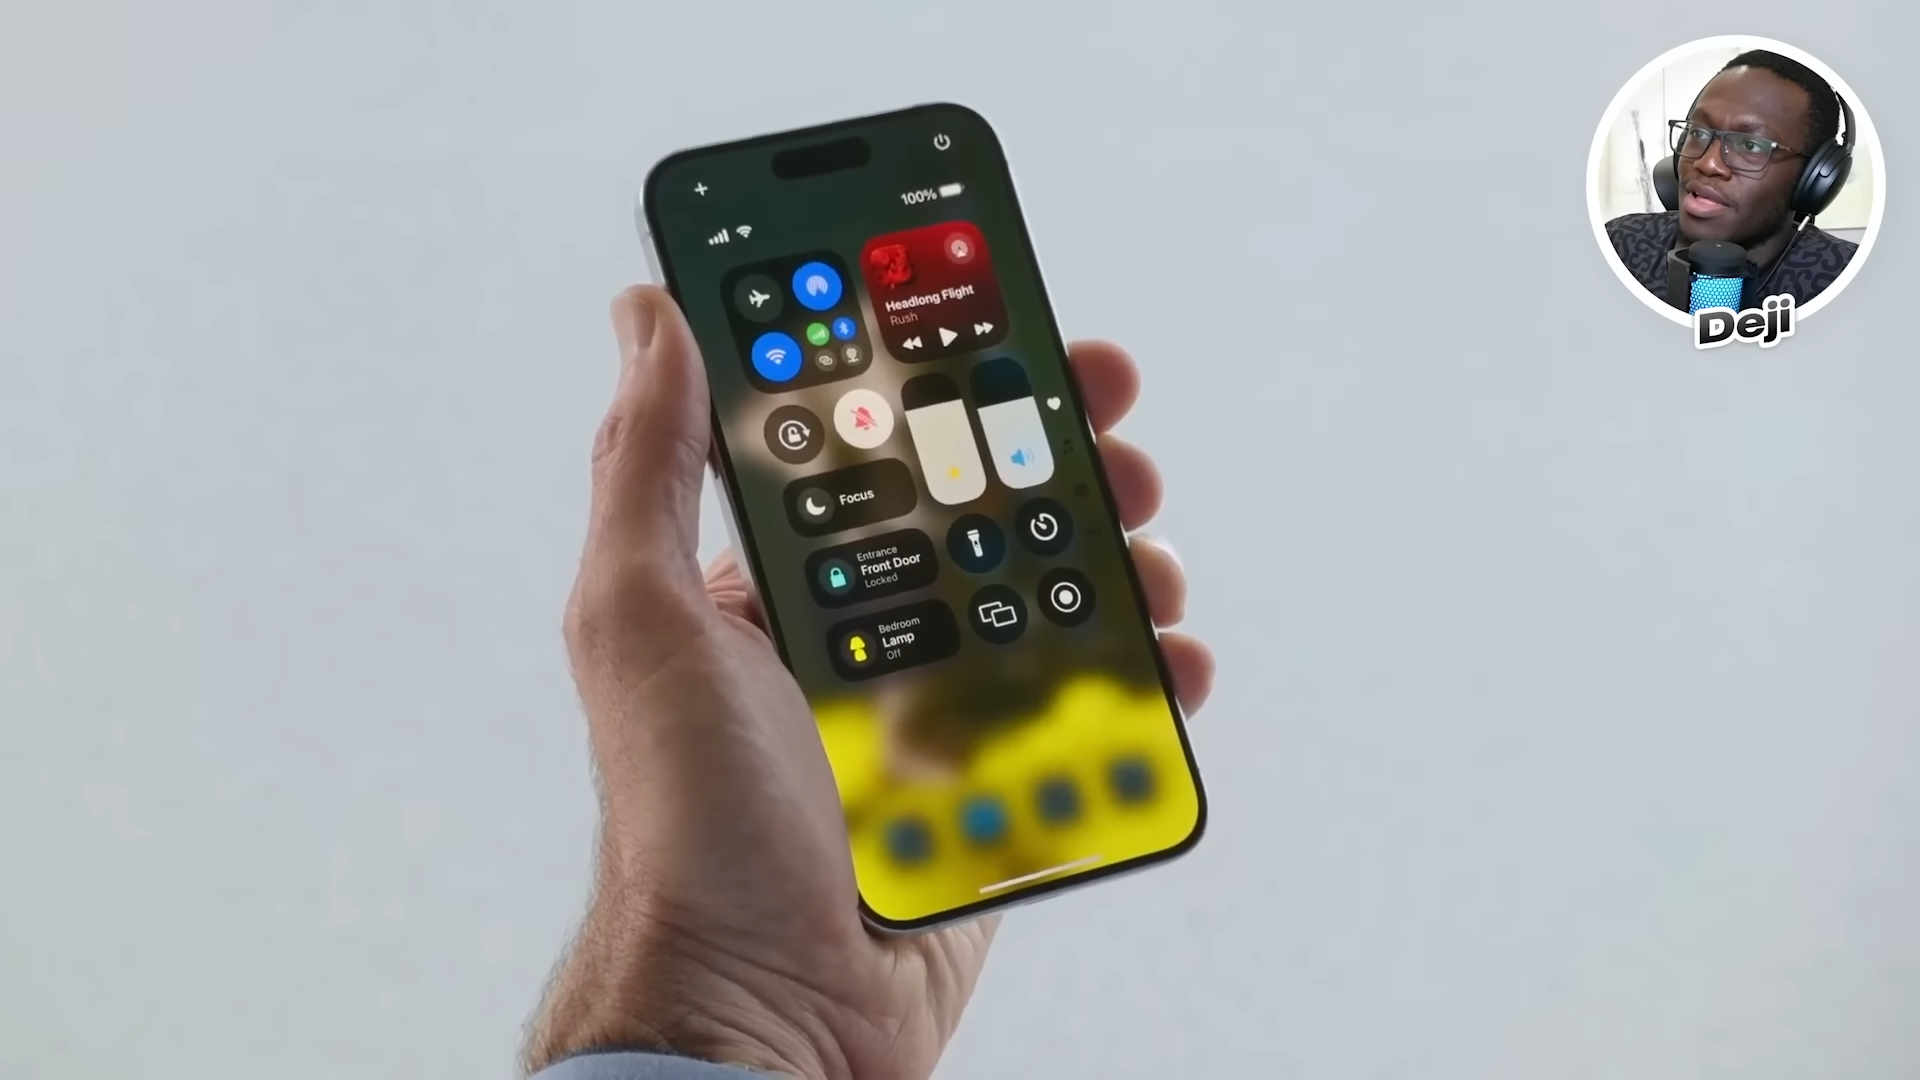 100%
Headlong Flight
Rush
Focus
Entrance
Front Door
Locked
Bedroom
Lamp
Off
Deji